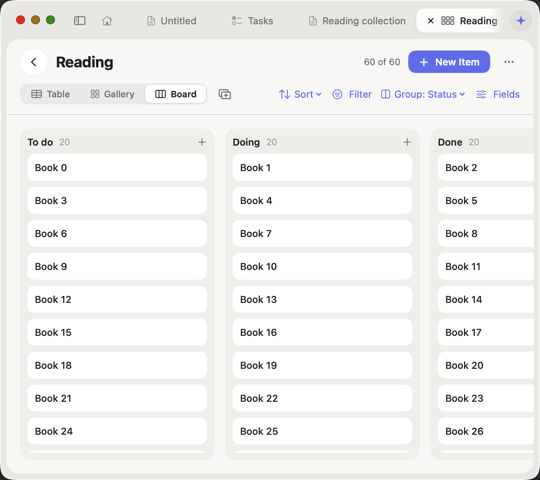 Untitled
Tasks
Reading collection
Reading
Reading
60 of 60
New Item
Table
Gallery
Board
Sort
Filter
Group: Status
Fields
To do 20
Book 0
Book 3
Book 6
Book 9
Book 12
Book 15
Book 18
Book 21
Book 24
Doing 20
Book 1
Book 4
Book 7
Book 10
Book 13
Book 16
Book 19
Book 22
Book 25
Done 20
Book 2
Book 5
Book 8
Book 11
Book 14
Book 17
Book 20
Book 23
Book 26